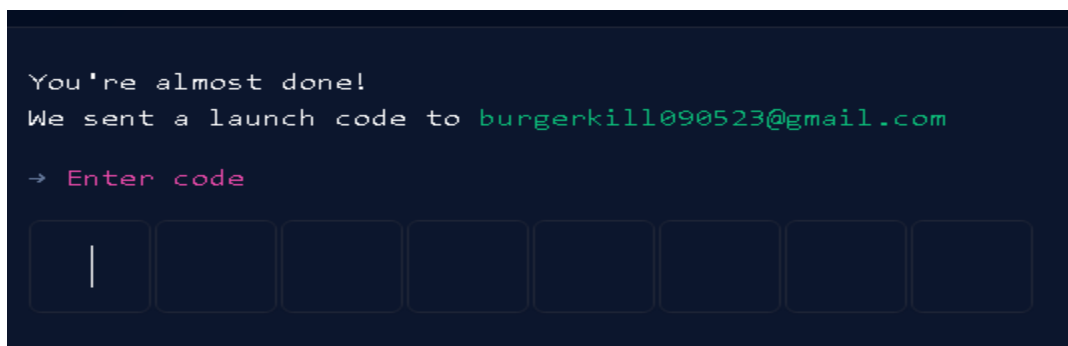 You're almost done!
We sent a launch code to burgerkill090523@gmail.com
→ Enter code